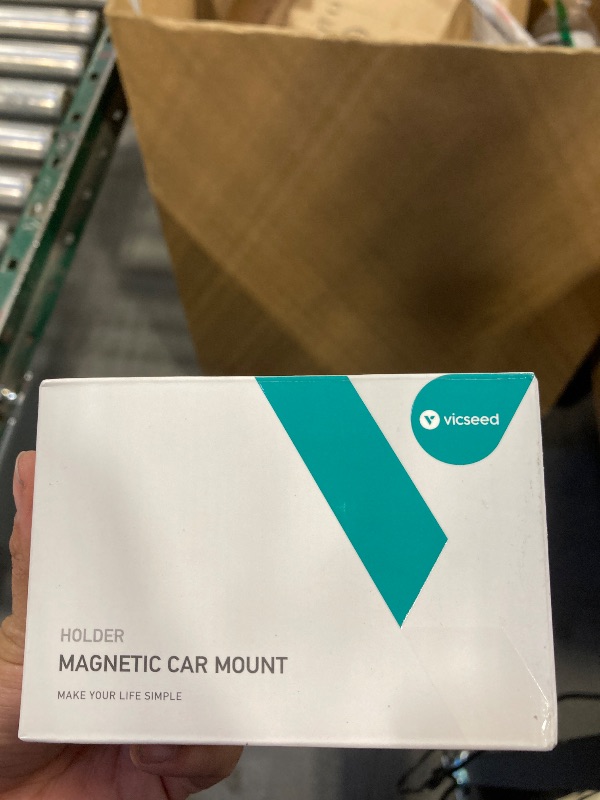 vicseed
HOLDER
MAGNETIC CAR MOUNT
MAKE YOUR LIFE SIMPLE